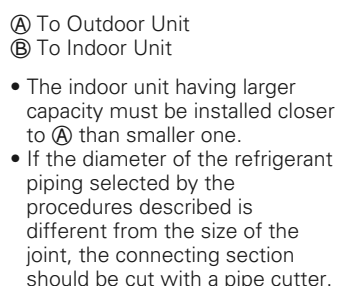 Ⓐ To Outdoor Unit
Ⓑ To Indoor Unit
• The indoor unit having larger
capacity must be installed closer
to Ⓐ than smaller one.
• If the diameter of the refrigerant
piping selected by the
procedures described is
different from the size of the
joint, the connecting section
should be cut with a pipe cutter.